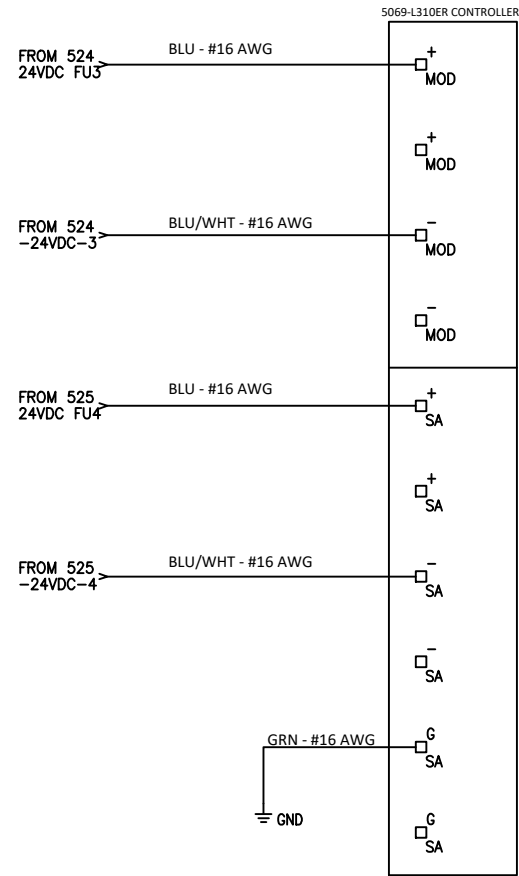 5069-L310ER CONTROLLER
BLU - #16 AWG
FROM 524
24VDC FU3
+
MOD
+
MOD
BLU/WHT - #16 AWG
FROM 524
-24VDC-3
-
MOD
-
MOD
BLU - #16 AWG
FROM 525
24VDC FU4
+
SA
+
SA
BLU/WHT - #16 AWG
FROM 525
-24VDC-4
-
SA
-
SA
GRN - #16 AWG
G
SA
GND
G
SA